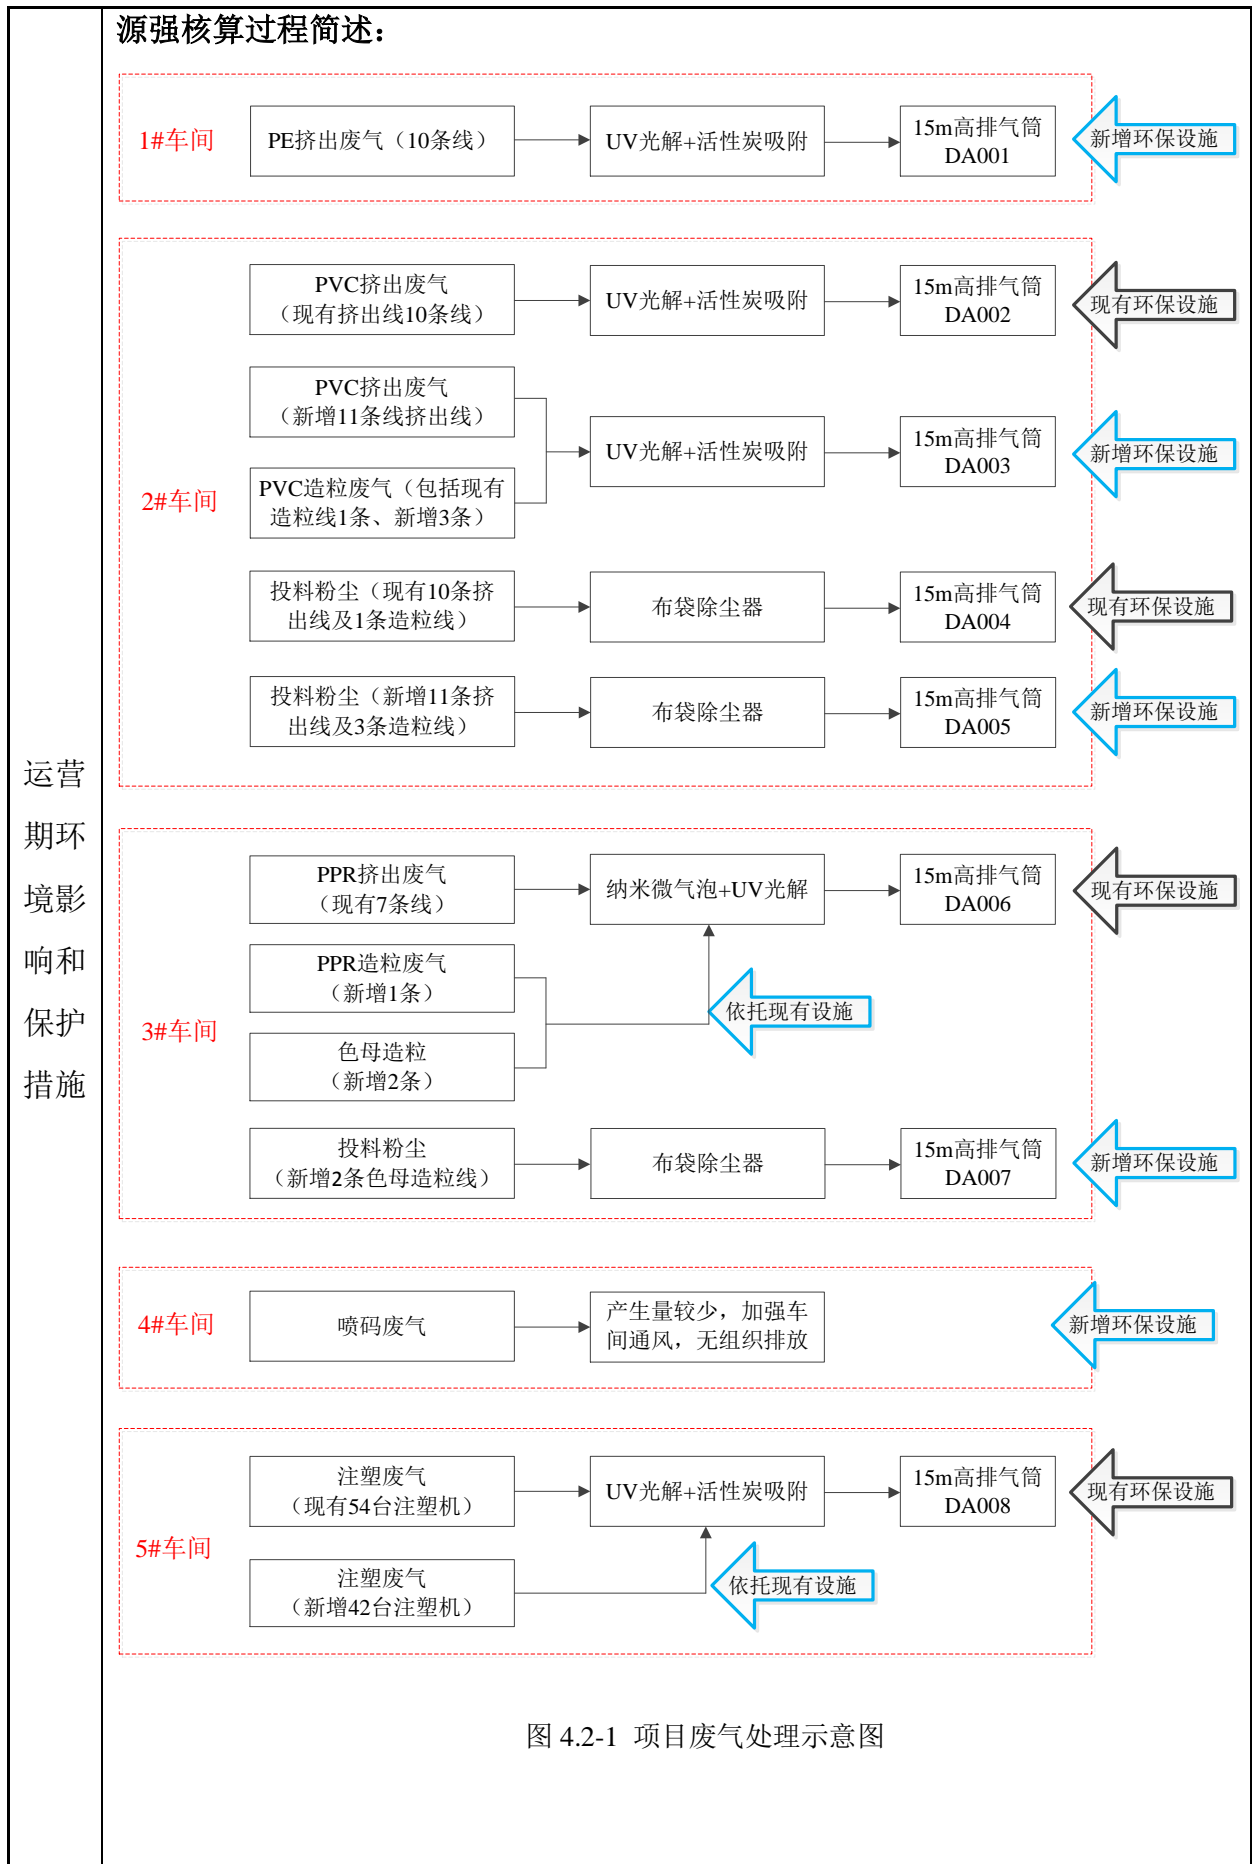 源强核算过程简述：
1#车间
PE挤出废气（10条线）
UV光解+活性炭吸附
15m高排气筒
DA001
新增环保设施
2#车间
PVC挤出废气
（现有挤出线10条线）
UV光解+活性炭吸附
15m高排气筒
DA002
现有环保设施
PVC挤出废气
（新增11条线挤出线）
PVC造粒废气（包括现有
造粒线1条、新增3条）
UV光解+活性炭吸附
15m高排气筒
DA003
新增环保设施
投料粉尘（现有10条挤
出线及1条造粒线）
布袋除尘器
15m高排气筒
DA004
现有环保设施
投料粉尘（新增11条挤
出线及3条造粒线）
布袋除尘器
15m高排气筒
DA005
新增环保设施
运营
期环
境影
响和
保护
措施
3#车间
PPR挤出废气
（现有7条线）
纳米微气泡+UV光解
15m高排气筒
DA006
现有环保设施
PPR造粒废气
（新增1条）
色母造粒
（新增2条）
依托现有设施
投料粉尘
（新增2条色母造粒线）
布袋除尘器
15m高排气筒
DA007
新增环保设施
4#车间
喷码废气
产生量较少，加强车
间通风，无组织排放
新增环保设施
5#车间
注塑废气
（现有54台注塑机）
UV光解+活性炭吸附
15m高排气筒
DA008
现有环保设施
注塑废气
（新增42台注塑机）
依托现有设施
图 4.2-1 项目废气处理示意图